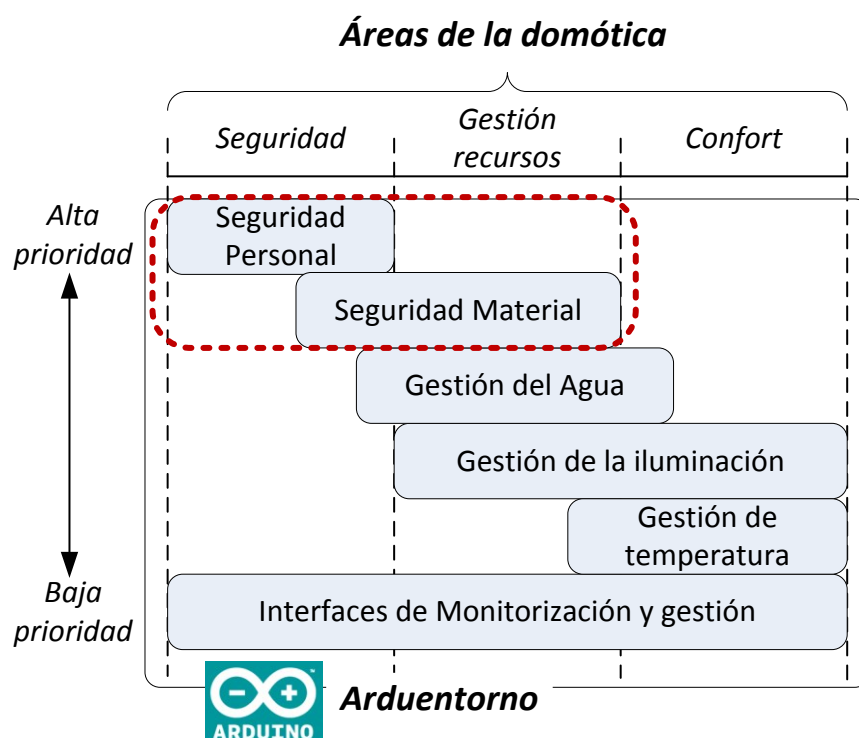 Áreas de la domótica
Seguridad
Gestión
recursos
Confort
Alta
prioridad
Seguridad
Personal
Seguridad Material
Gestión del Agua
Gestión de la iluminación
Gestión de
temperatura
Baja
prioridad
Interfaces de Monitorización y gestión
ARDUINO
Arduentorno